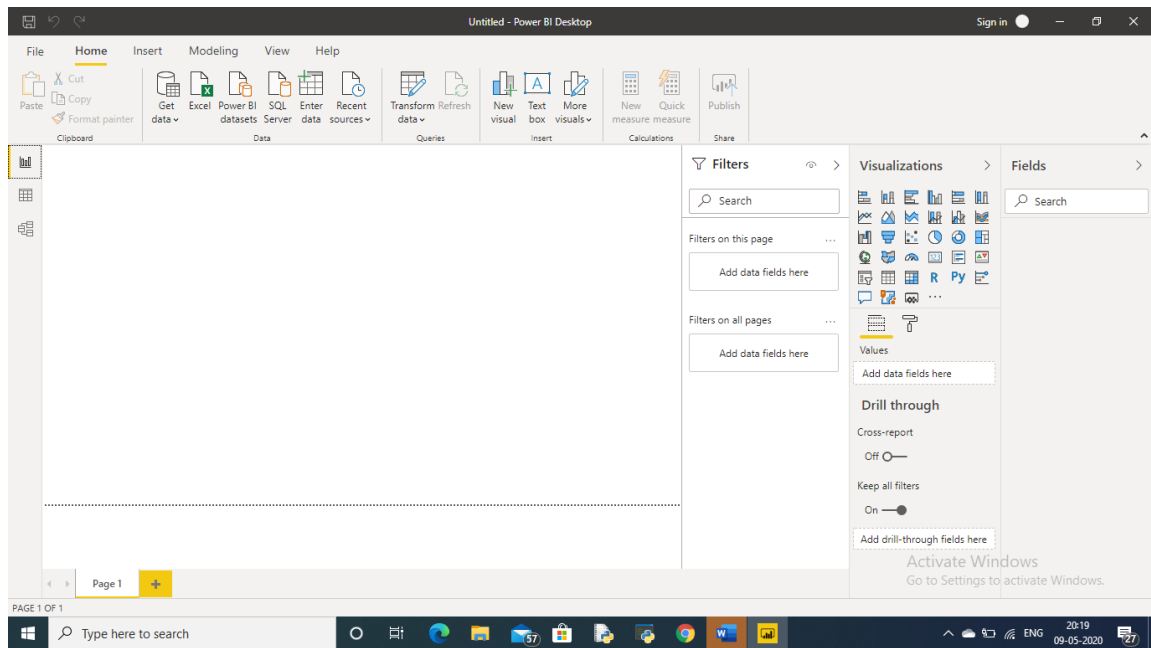 Untitled - Power BI Desktop
Sign in
File Home Insert Modeling View Help
Paste
Cut
Copy
Format painter
Clipboard
Get data
Excel
Power BI datasets
SQL Server
Enter data
Recent sources
Data
Transform data
Refresh
Queries
New visual
Text box
More visuals
Insert
New measure
Quick measure
Calculations
Publish
Share
Filters
Search
Filters on this page
...
Add data fields here
Filters on all pages
...
Add data fields here
Visualizations
R
Py
...
Values
Add data fields here
Drill through
Cross-report
Off
Keep all filters
On
Add drill-through fields here
Fields
Search
Activate Windows
Go to Settings to activate Windows.
Page 1
+
PAGE 1 OF 1
Type here to search
57
W
ENG
20:19
09-05-2020
27